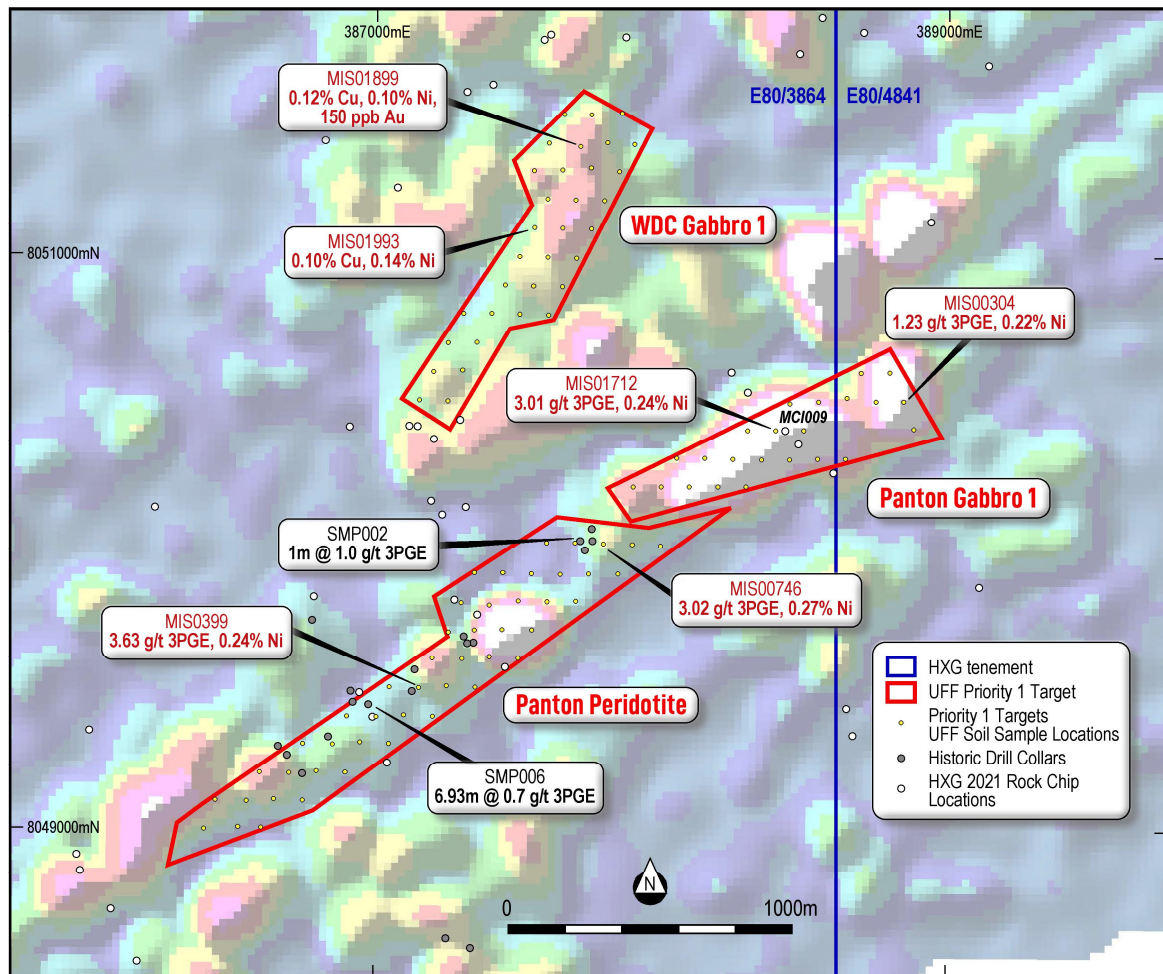 387000mE
389000mE
MIS01899
0.12% Cu, 0.10% Ni,
150 ppb Au
E80/3864
E80/4841
WDC Gabbro 1
MIS01993
0.10% Cu, 0.14% Ni
8051000mN
MIS00304
1.23 g/t 3PGE, 0.22% Ni
MIS01712
3.01 g/t 3PGE, 0.24% Ni
MCI009
Panton Gabbro 1
SMP002
1m @ 1.0 g/t 3PGE
MIS00746
3.02 g/t 3PGE, 0.27% Ni
MIS0399
3.63 g/t 3PGE, 0.24% Ni
Panton Peridotite
SMP006
6.93m @ 0.7 g/t 3PGE
8049000mN
HXG tenement
UFF Priority 1 Target
Priority 1 Targets
UFF Soil Sample Locations
Historic Drill Collars
HXG 2021 Rock Chip
Locations
N
0
1000m